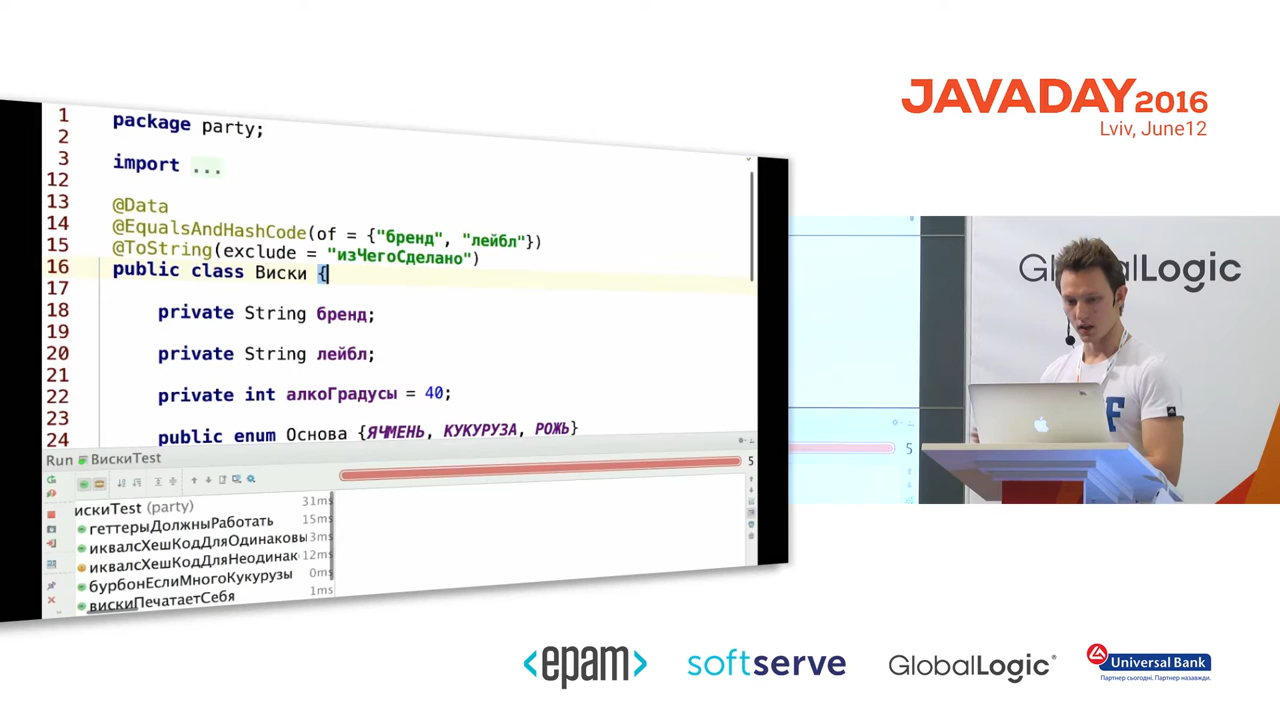 JAVADAY2016
Lviv, June12
1 package party;
2
3 import ...
12
13 @Data
14 @EqualsAndHashCode(of = {"бренд", "лейбл"})
15 @ToString(exclude = "изЧегоСделано")
16 public class Виски {
17
18 private String бренд;
19
20 private String лейбл;
21
22 private int алкоГрадусы = 40;
23
24 public enum Основа {ЯЧМЕНЬ, КУКУРУЗА, РОЖЬ}
Run ВискиTest
5
искиTest (party) 31ms
геттерыДолжныРаботать 15ms
икваслХешКодДляОдинаковы 3ms
икваслХешКодДляНеодинак 12ms
бурбонЕслиМногоКукурузы 0ms
вискиПечатаетСебя 1ms
GlobalLogic
5
F
<epam>
softserve
GlobalLogic®
Universal Bank
Партнер сьогодні. Партнер назавжди.